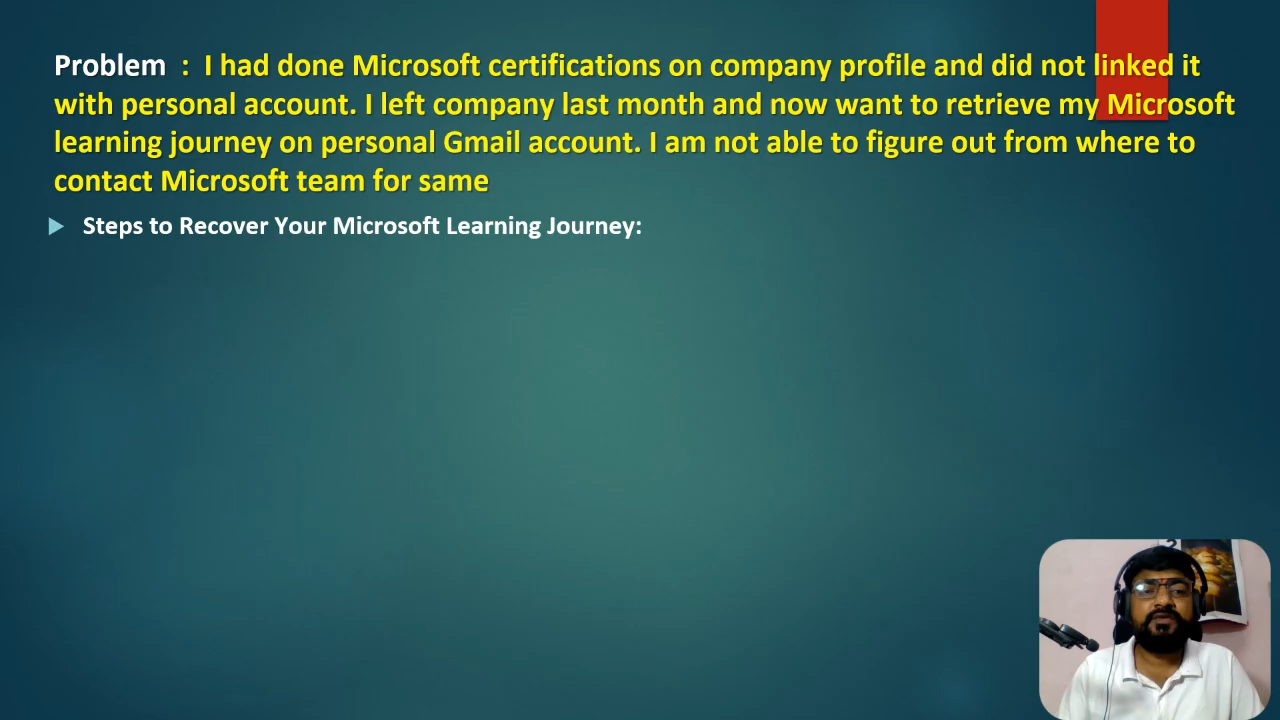 Problem : I had done Microsoft certifications on company profile and did not linked it
with personal account. I left company last month and now want to retrieve my Microsoft
learning journey on personal Gmail account. I am not able to figure out from where to
contact Microsoft team for same
Steps to Recover Your Microsoft Learning Journey: